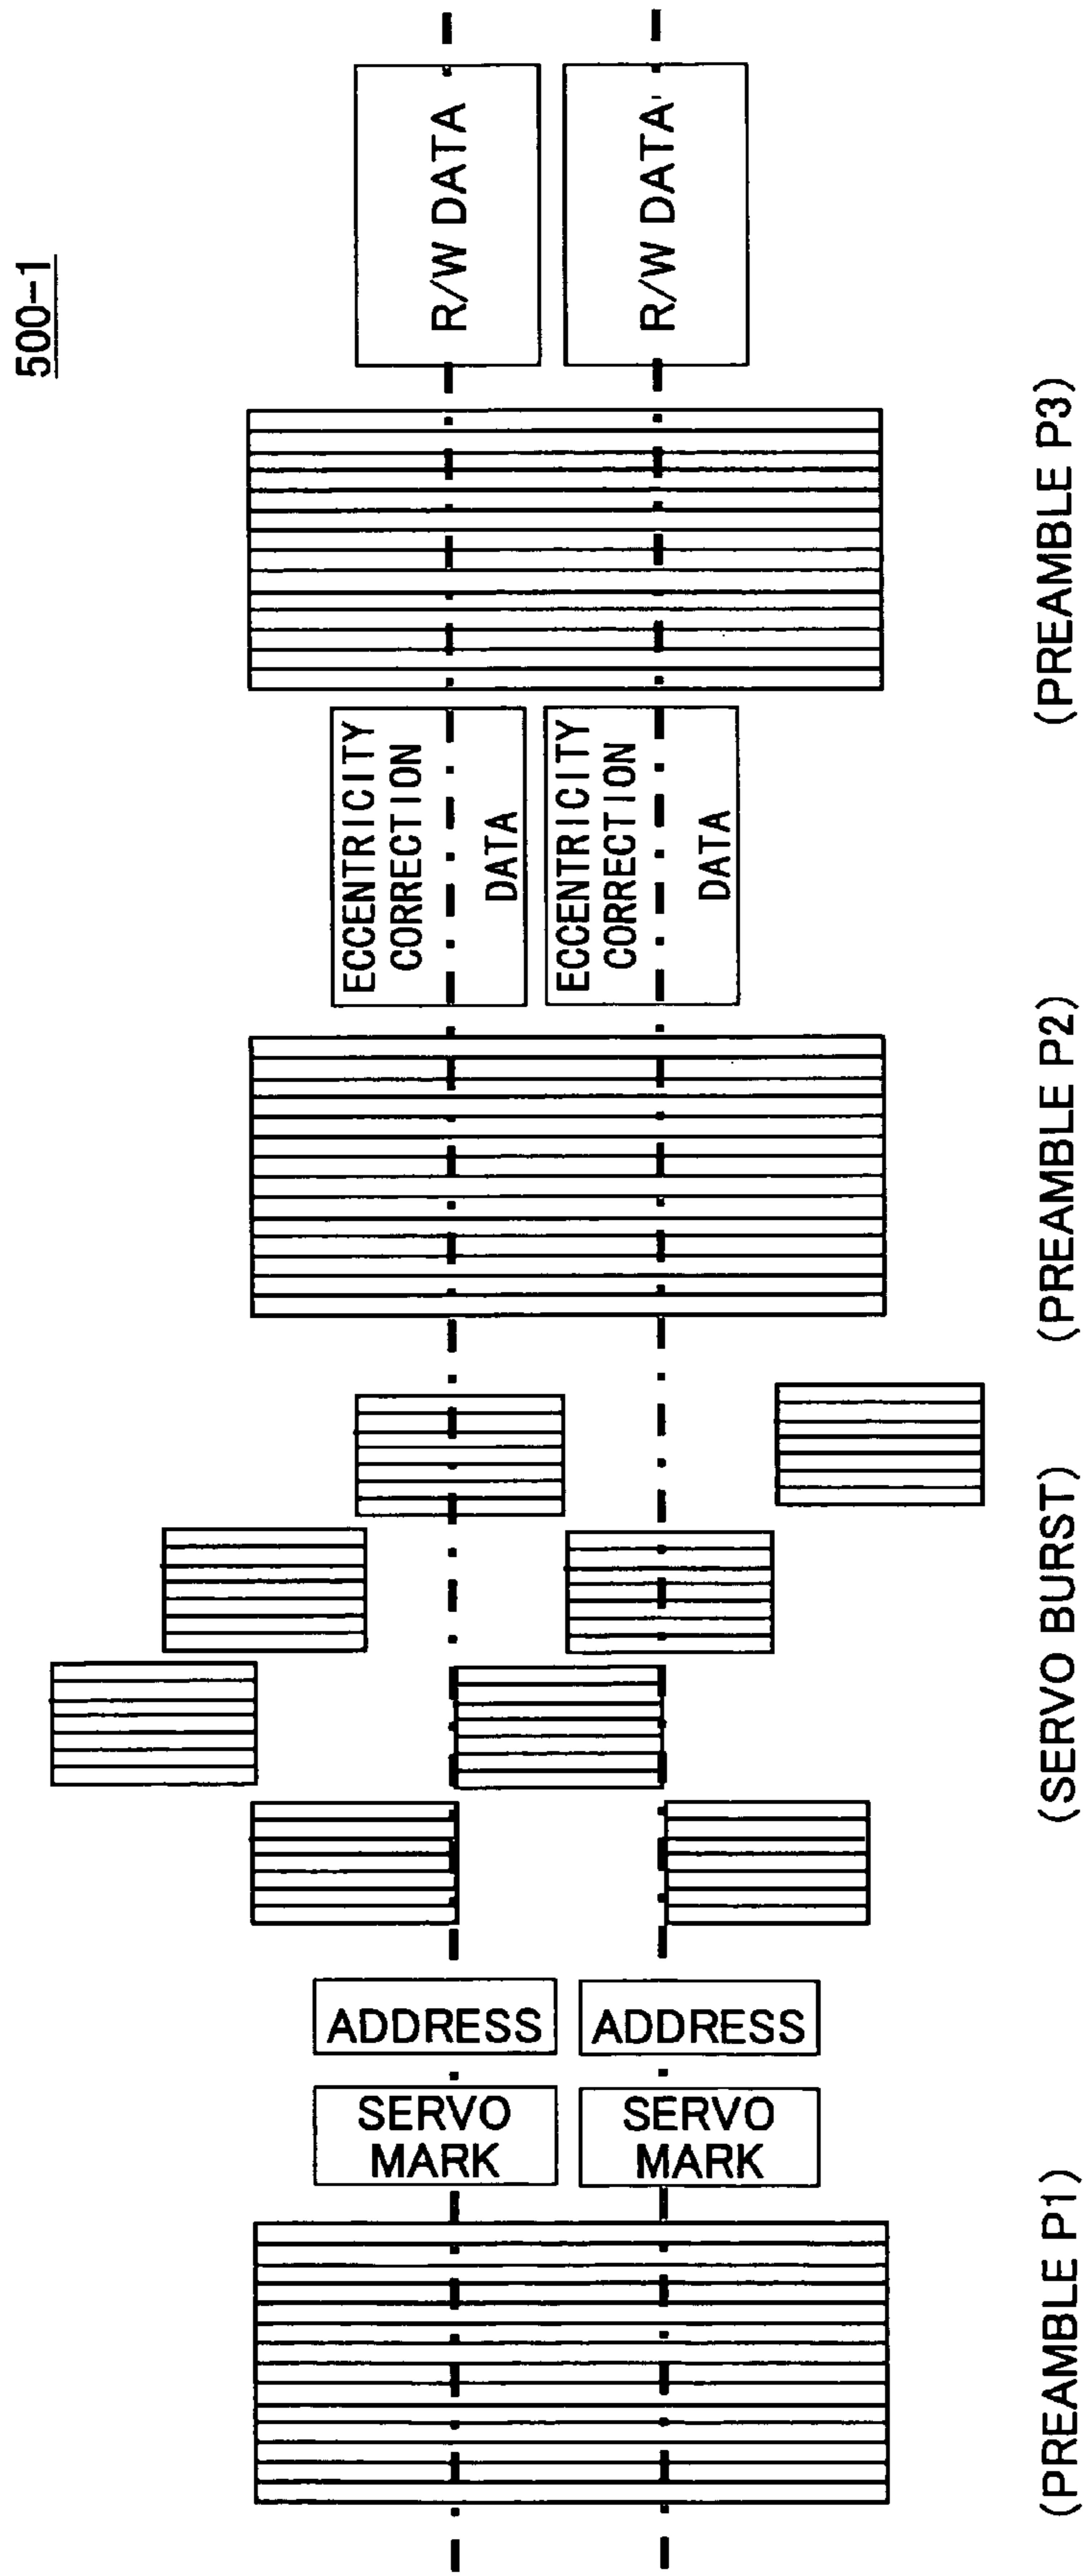 500-1
SERVO
MARK
ADDRESS
ECCENTRICITY
CORRECTION
DATA
R/W DATA
SERVO
MARK
ADDRESS
ECCENTRICITY
CORRECTION
DATA
R/W DATA
(PREAMBLE P1)
(SERVO BURST)
(PREAMBLE P2)
(PREAMBLE P3)